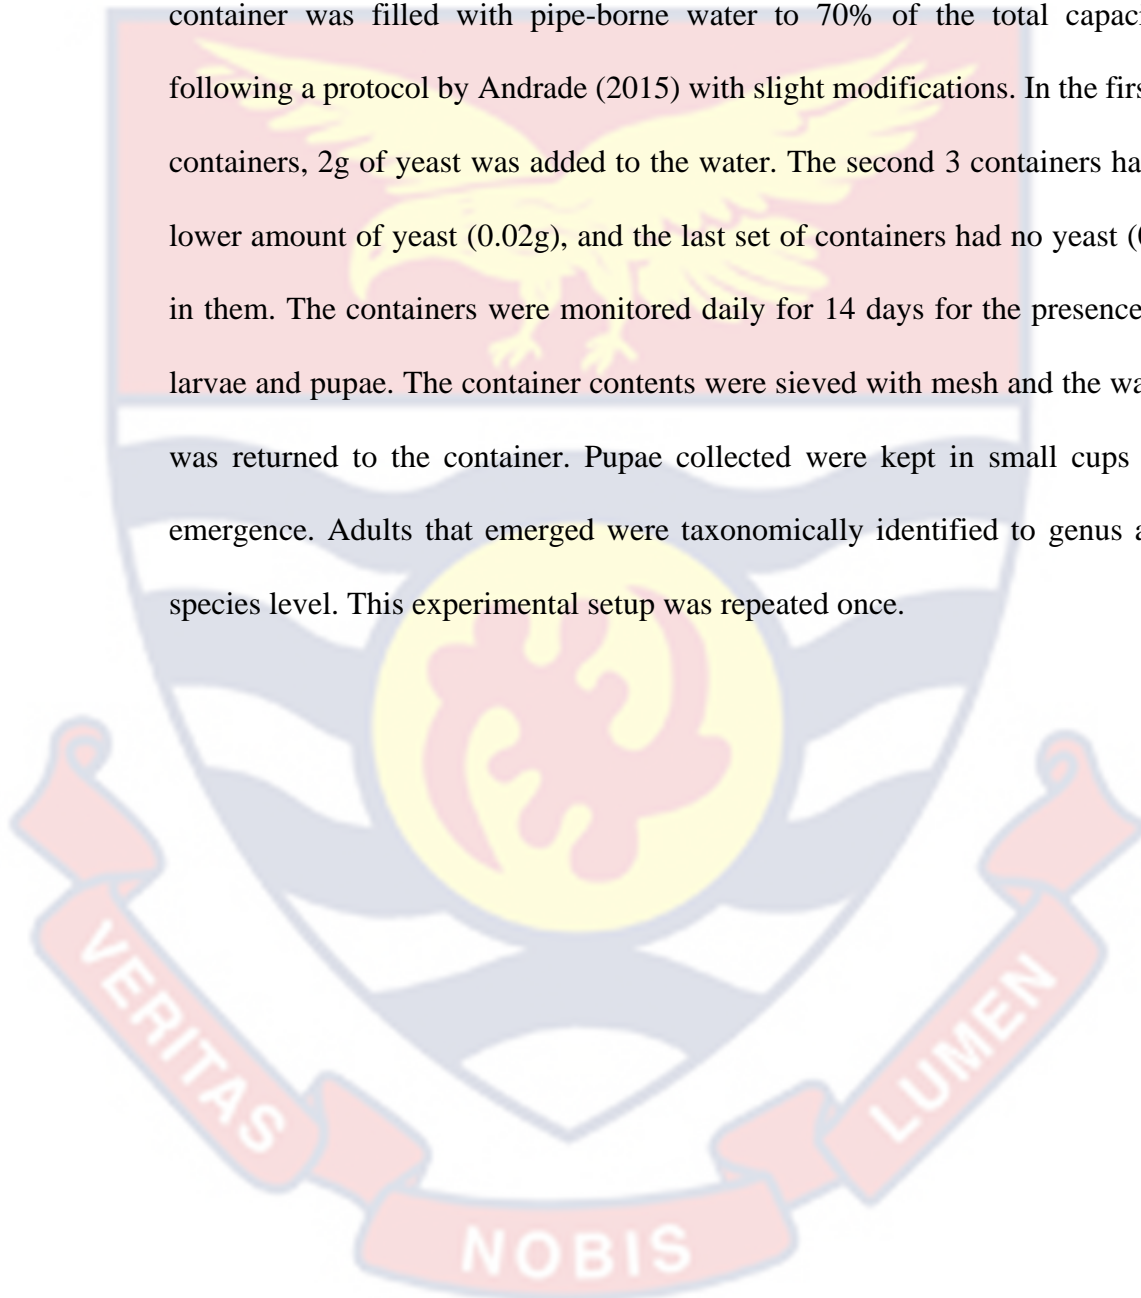 container was filled with pipe-borne water to 70% of the total capaci
following a protocol by Andrade (2015) with slight modifications. In the firs
containers, 2g of yeast was added to the water. The second 3 containers ha
lower amount of yeast (0.02g), and the last set of containers had no yeast (
in them. The containers were monitored daily for 14 days for the presence
larvae and pupae. The container contents were sieved with mesh and the wa
was returned to the container. Pupae collected were kept in small cups
emergence. Adults that emerged were taxonomically identified to genus a
species level. This experimental setup was repeated once.
VERITAS
NOBIS
LUMEN